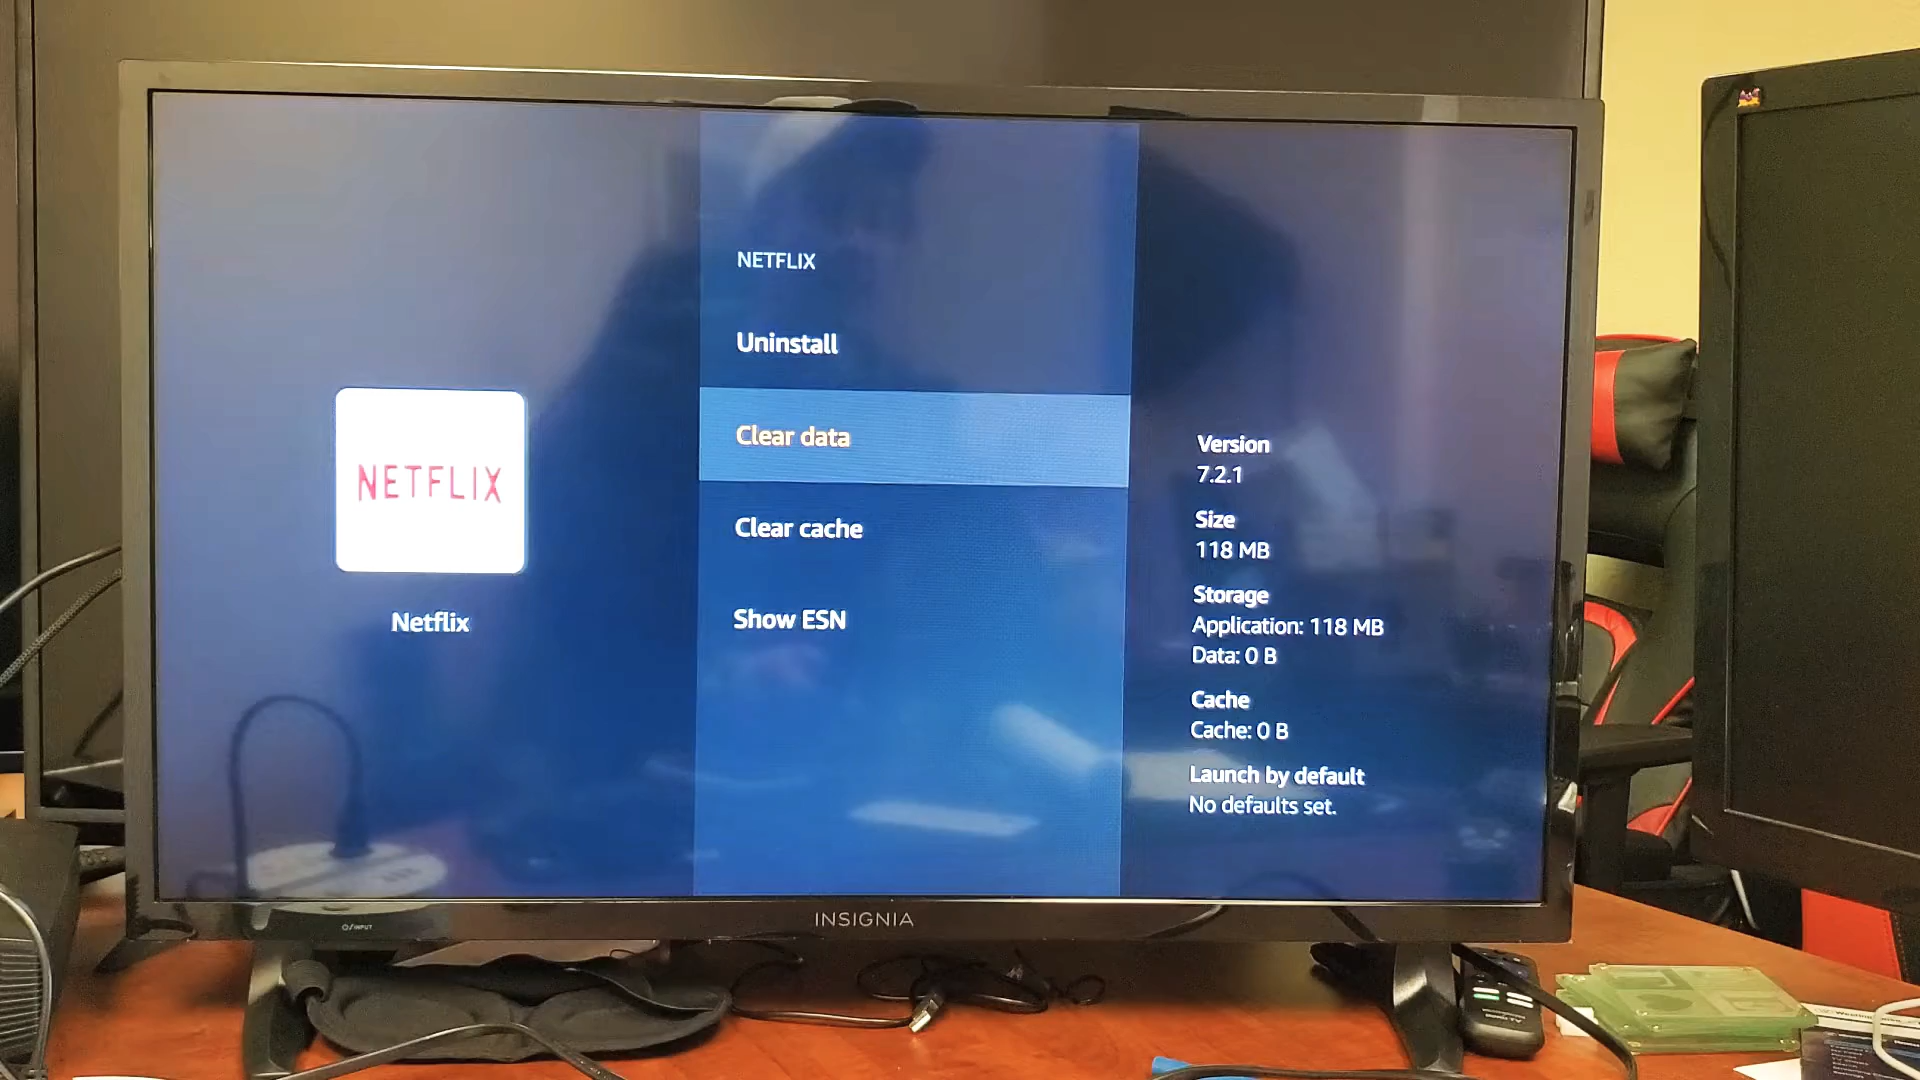 NETFLIX
Netflix
NETFLIX
Uninstall
Clear data
Clear cache
Show ESN
Version
7.2.1
Size
118 MB
Storage
Application: 118 MB
Data: 0 B
Cache
Cache: 0 B
Launch by default
No defaults set.
INSIGNIA
/INPUT